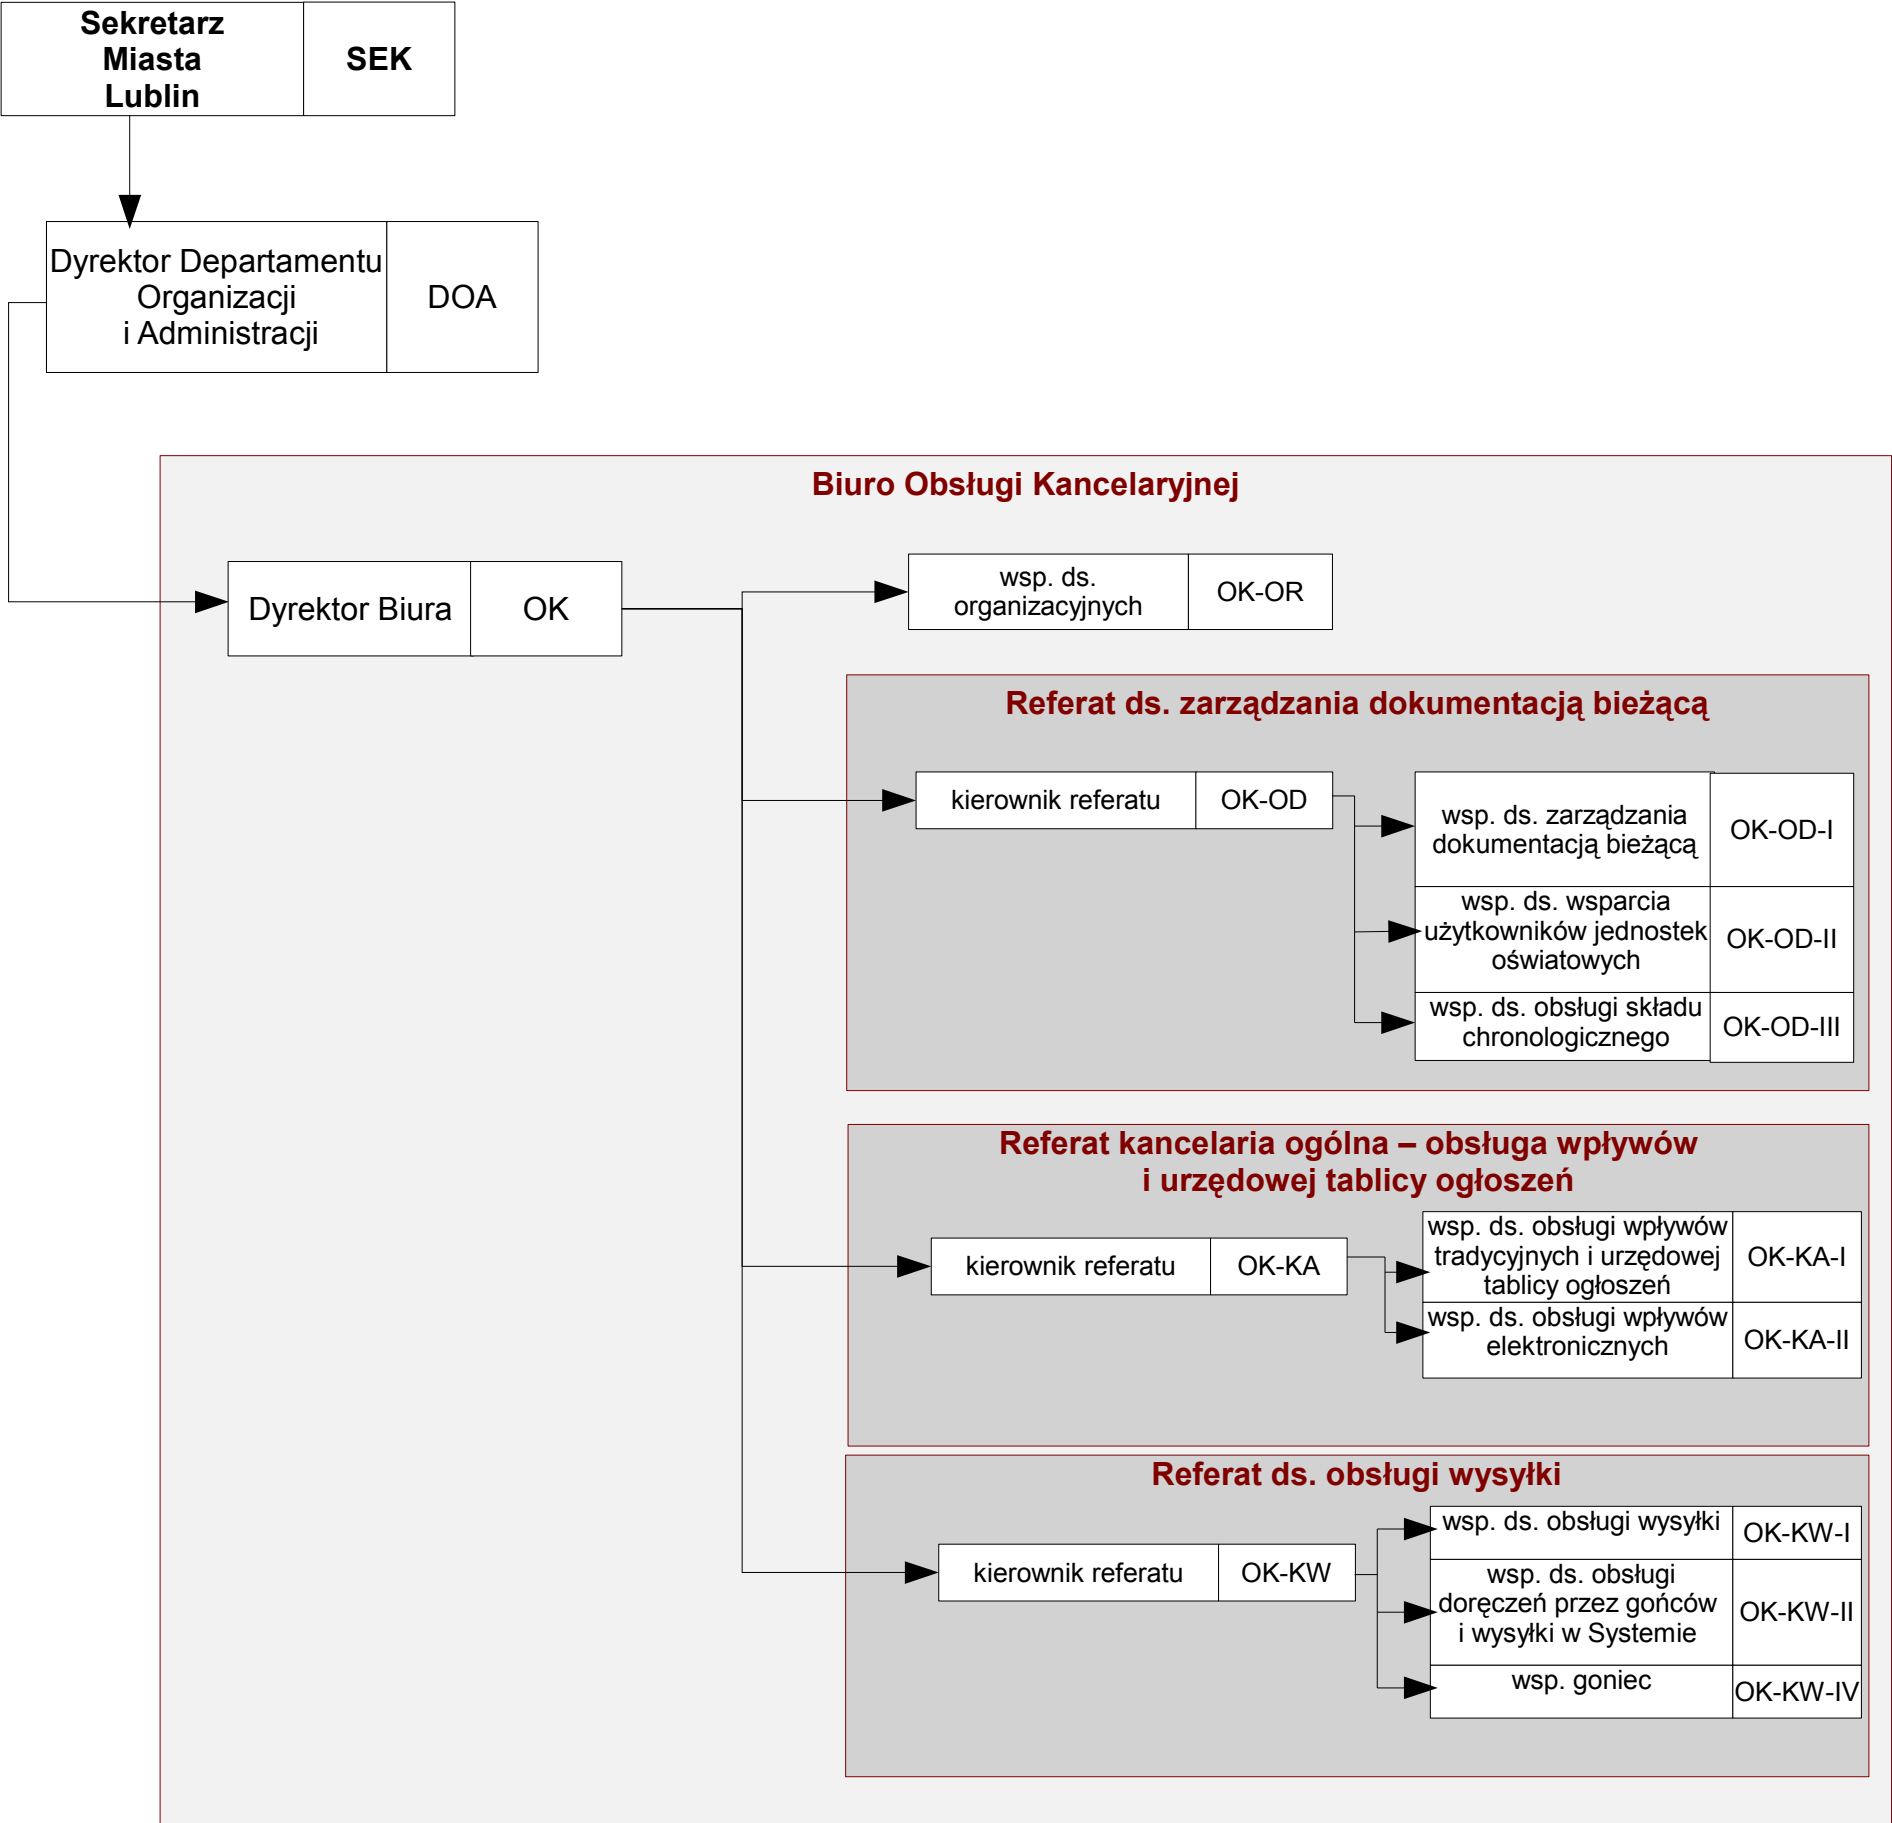 Sekretarz
Miasta
Lublin
SEK
Dyrektor Departamentu
Organizacji
i Administracji
DOA
Biuro Obsługi Kancelaryjnej
Dyrektor Biura
OK
wsp. ds.
organizacyjnych
OK-OR
Referat ds. zarządzania dokumentacją bieżącą
kierownik referatu
OK-OD
wsp. ds. zarządzania
dokumentacją bieżącą
OK-OD-I
wsp. ds. wsparcia
użytkowników jednostek
oświatowych
OK-OD-II
wsp. ds. obsługi składu
chronologicznego
OK-OD-III
Referat kancelaria ogólna – obsługa wpływów
i urzędowej tablicy ogłoszeń
kierownik referatu
OK-KA
wsp. ds. obsługi wpływów
tradycyjnych i urzędowej
tablicy ogłoszeń
OK-KA-I
wsp. ds. obsługi wpływów
elektronicznych
OK-KA-II
Referat ds. obsługi wysyłki
kierownik referatu
OK-KW
wsp. ds. obsługi wysyłki
OK-KW-I
wsp. ds. obsługi
doręczeń przez gońców
i wysyłki w Systemie
OK-KW-II
wsp. goniec
OK-KW-IV